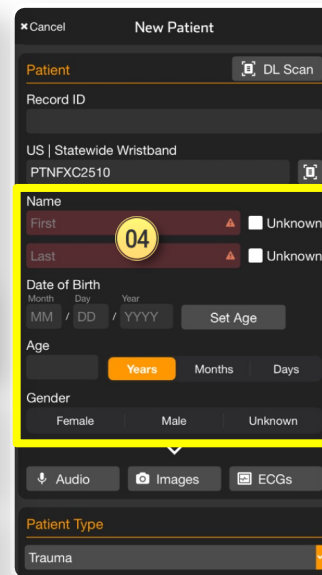 ✖Cancel New Patient
Patient DL Scan
Record ID
US | Statewide Wristband
PTNFXC2510
Name
First Unknown
04
Last Unknown
Date of Birth
Month Day Year
MM / DD / YYYY Set Age
Age
Years Months Days
Gender
Female Male Unknown
Audio Images ECGs
Patient Type
Trauma